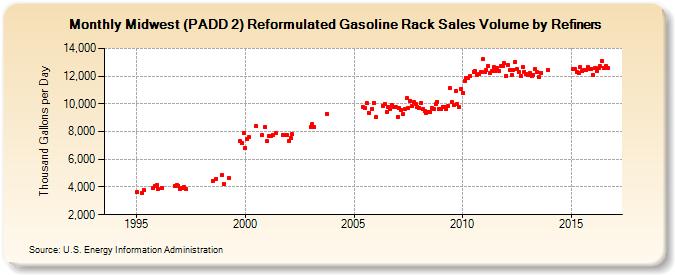 Monthly Midwest (PADD 2) Reformulated Gasoline Rack Sales Volume by Refiners
Thousand Gallons per Day
14,000
12,000
10,000
8,000
6,000
4,000
2,000
1995 2000 2005 2010 2015
Source: U.S. Energy Information Administration